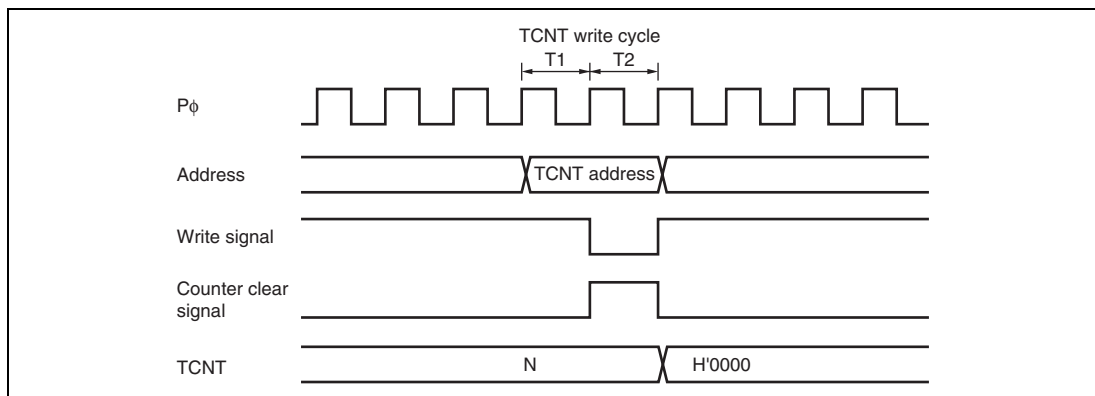 TCNT write cycle
T1 T2
Pϕ
Address TCNT address
Write signal
Counter clear
signal
TCNT N H'0000